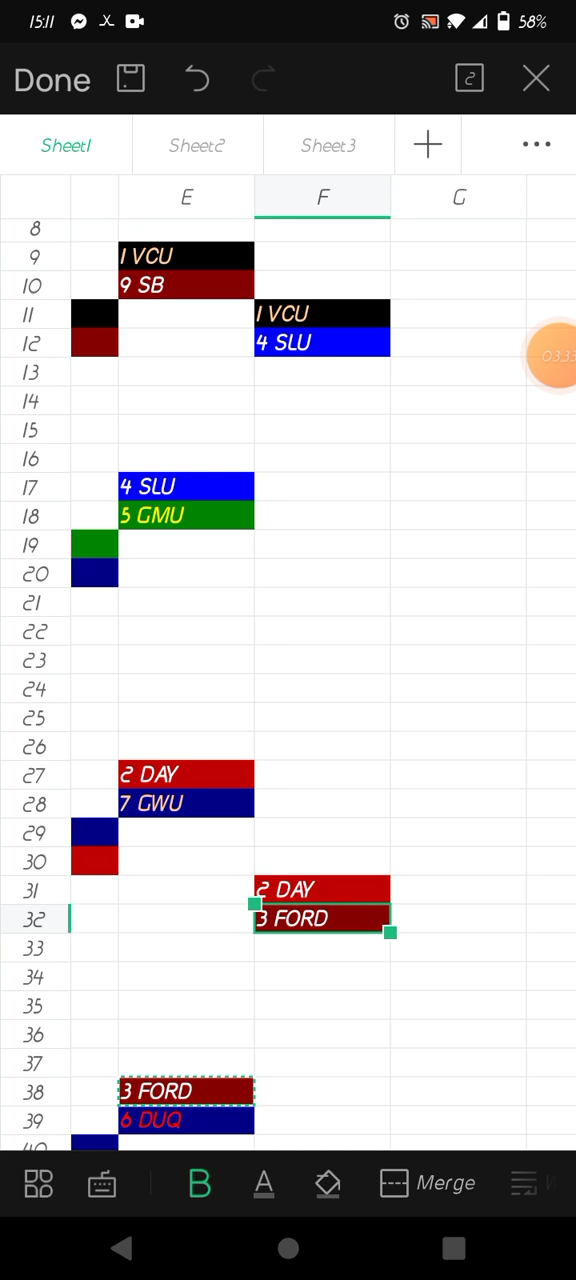 15:11
58%
Done
2
Sheet1
Sheet2
Sheet3
E
F
G
8
9
1 VCU
10
9 SB
11
1 VCU
12
4 SLU
03:33
13
14
15
16
17
4 SLU
18
5 GMU
19
20
21
22
23
24
25
26
27
2 DAY
28
7 GWU
29
30
31
2 DAY
32
3 FORD
33
34
35
36
37
38
3 FORD
39
6 DUQ
40
B
A
Merge